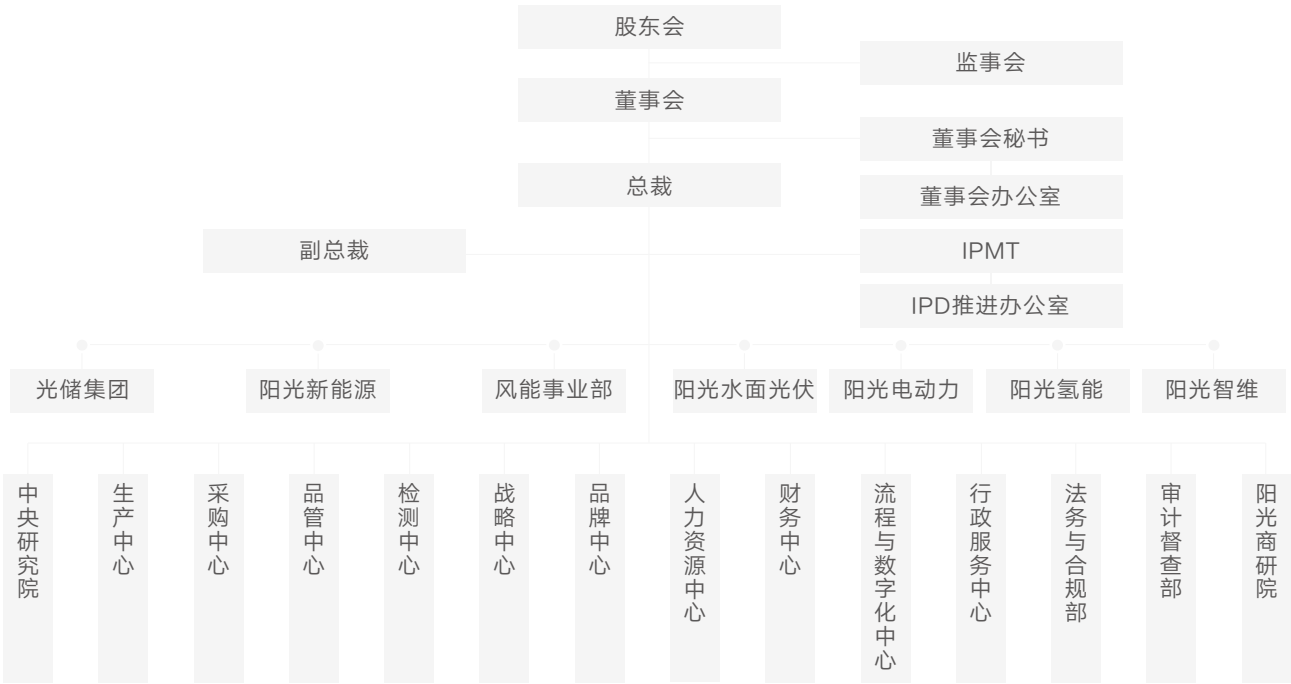 股东会
监事会
董事会
董事会秘书
总裁
董事会办公室
副总裁
IPMT
IPD推进办公室
光储集团
阳光新能源
风能事业部
阳光水面光伏
阳光电动力
阳光氢能
阳光智维
中央研究院
生产中心
采购中心
品管中心
检测中心
战略中心
品牌中心
人力资源中心
财务中心
流程与数字化中心
行政服务中心
法务与合规部
审计督查部
阳光商研院